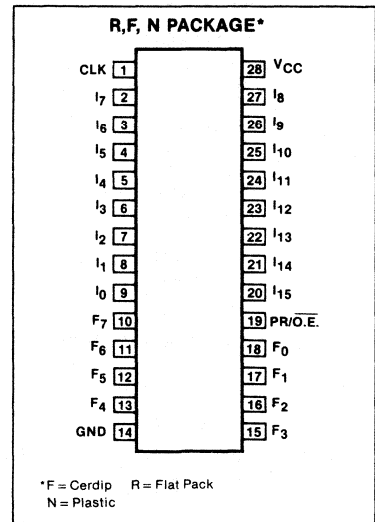 R,F, N PACKAGE*
CLK 1 28 VCC
I7 2 27 I8
I6 3 26 I9
I5 4 25 I10
I4 5 24 I11
I3 6 23 I12
I2 7 22 I13
I1 8 21 I14
I0 9 20 I15
F7 10 19 PR/O.E.
F6 11 18 F0
F5 12 17 F1
F4 13 16 F2
GND 14 15 F3
*F = Cerdip R = Flat Pack
N = Plastic